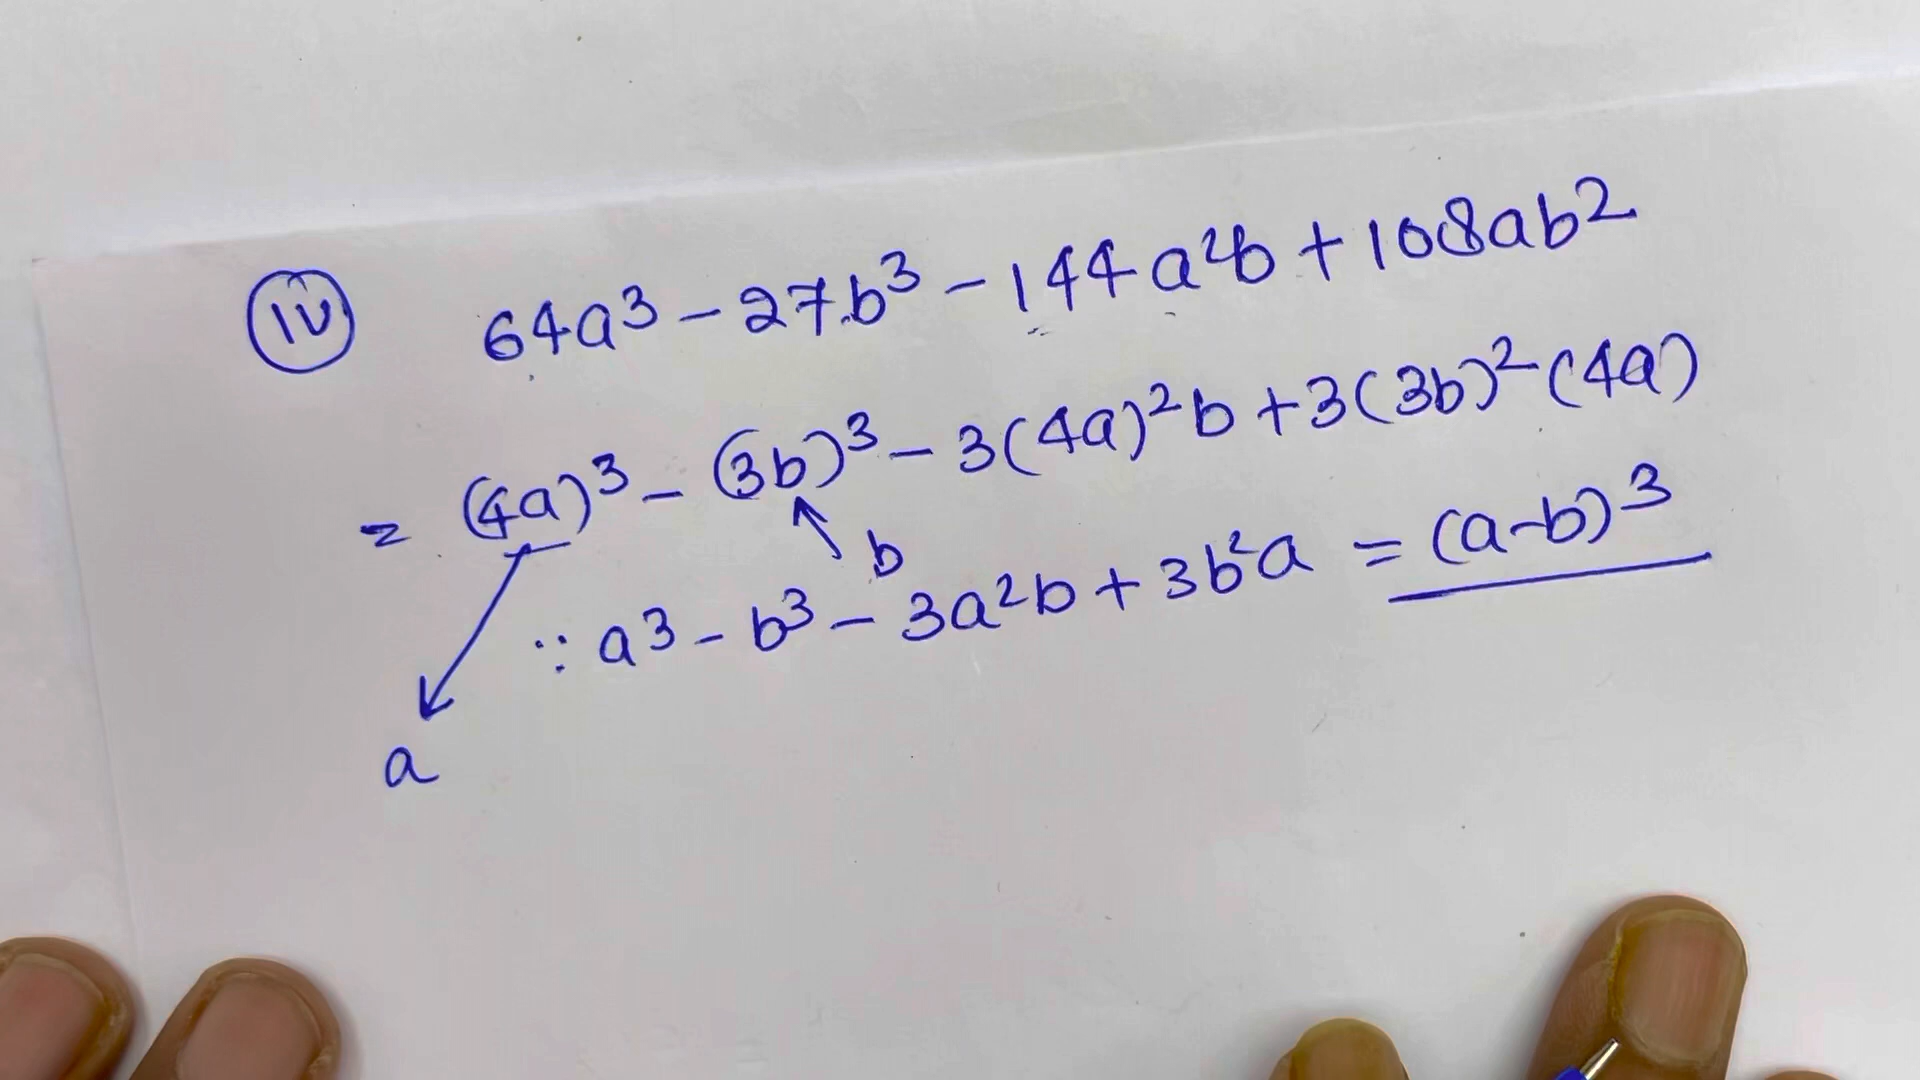 (iv) 64a³ - 27b³ - 144a²b + 108ab²
= (4a)³ - (3b)³ - 3(4a)²b + 3(3b)²(4a)
b
∵ a³ - b³ - 3a²b + 3b²a = (a-b)³
a